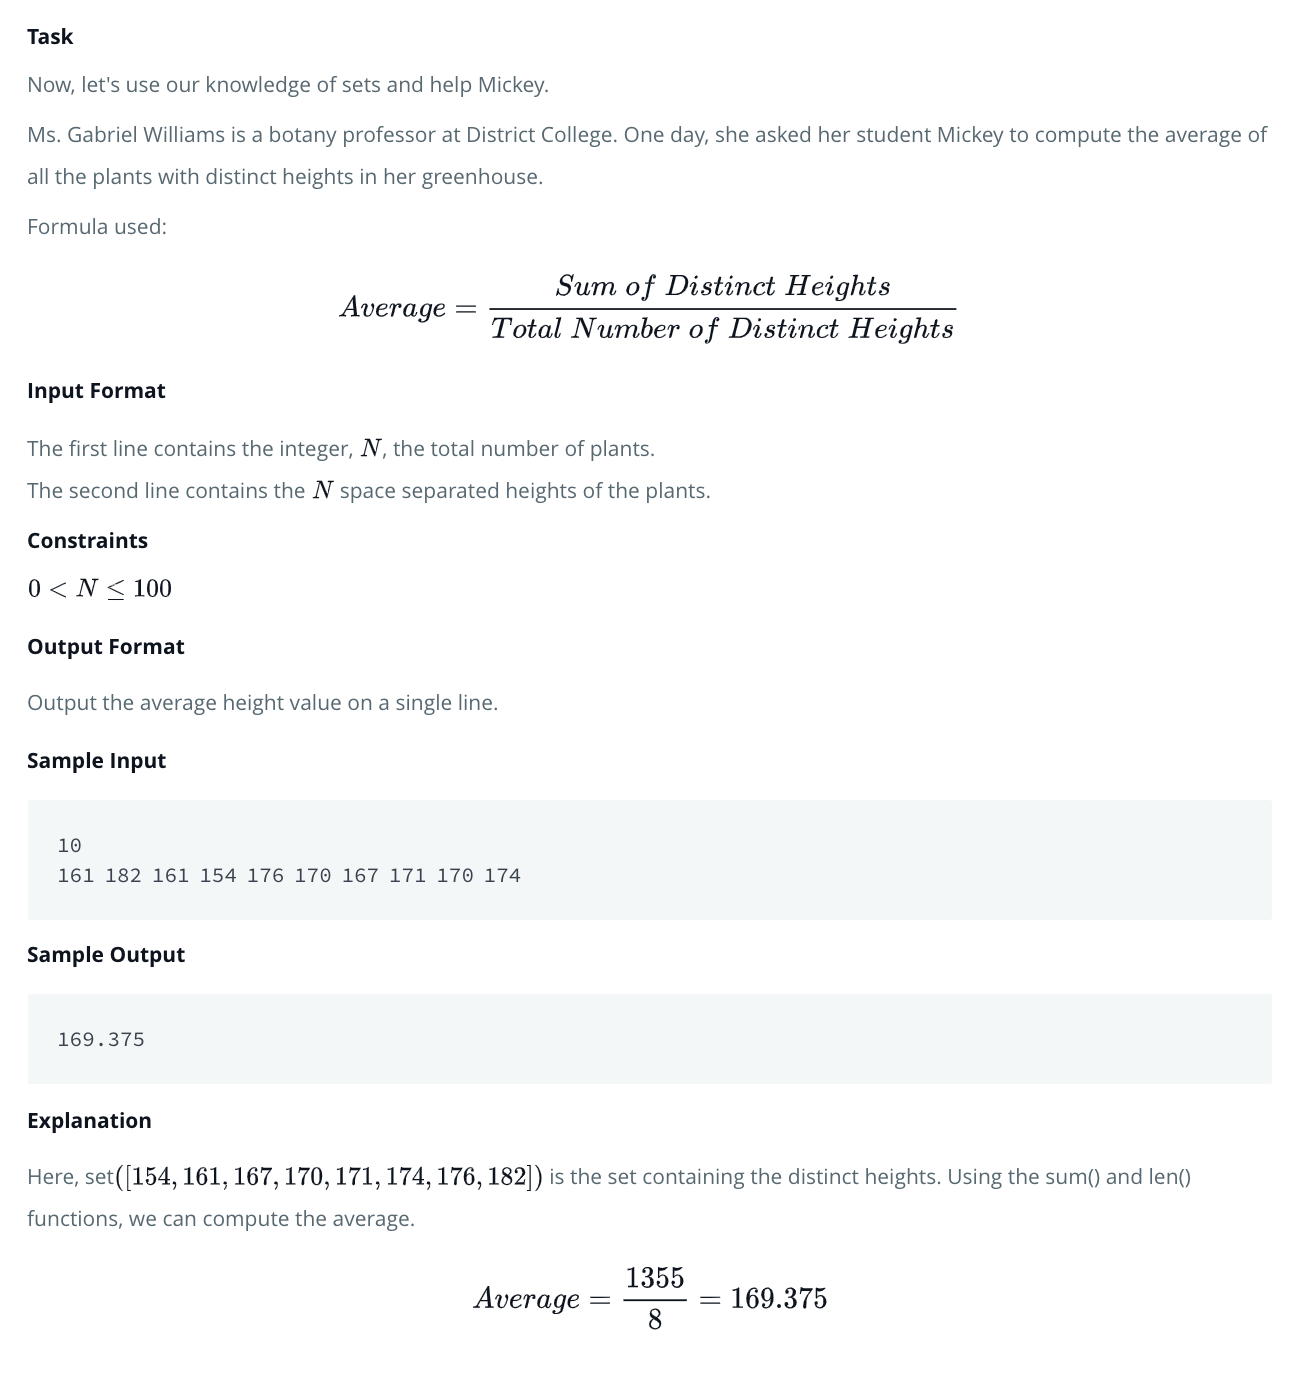 Task
Now, let's use our knowledge of sets and help Mickey.
Ms. Gabriel Williams is a botany professor at District College. One day, she asked her student Mickey to compute the average of
all the plants with distinct heights in her greenhouse.
Formula used:
Average = Sum of Distinct Heights / Total Number of Distinct Heights
Input Format
The first line contains the integer, N, the total number of plants.
The second line contains the N space separated heights of the plants.
Constraints
0 < N ≤ 100
Output Format
Output the average height value on a single line.
Sample Input
10
161 182 161 154 176 170 167 171 170 174
Sample Output
169.375
Explanation
Here, set([154, 161, 167, 170, 171, 174, 176, 182]) is the set containing the distinct heights. Using the sum() and len()
functions, we can compute the average.
Average = 1355 / 8 = 169.375